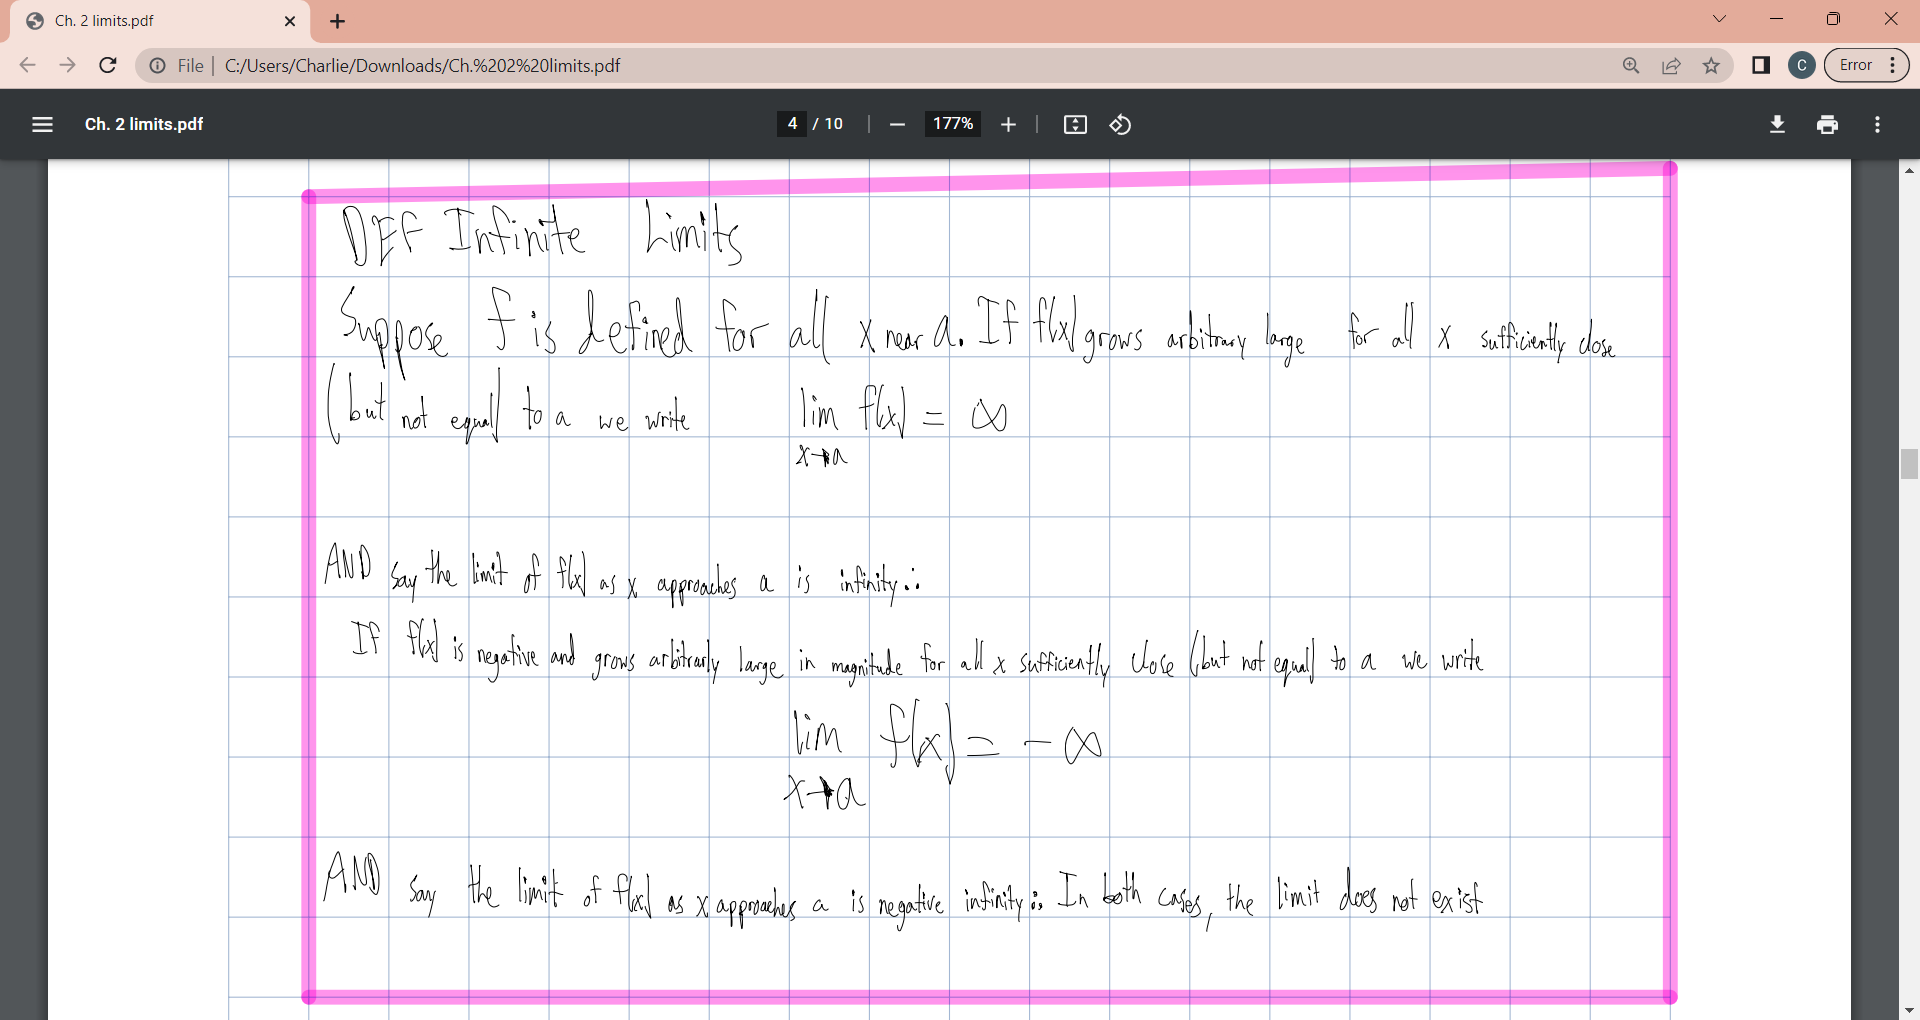 Ch. 2 limits.pdf
File | C:/Users/Charlie/Downloads/Ch.%202%20limits.pdf
C
Error
Ch. 2 limits.pdf
4 / 10
177%
DEF Infinite Limits
Suppose f is defined for all x near a. If f(x) grows arbitrary large for all x sufficiently close
(but not equal) to a we write lim f(x) = ∞
x→a
AND say the limit of f(x) as x approaches a is infinity ∴
If f(x) is negative and grows arbitrarly large in magnitude for all x sufficiently close (but not equal) to a we write
lim f(x) = -∞
x→a
AND say the limit of f(x) as x approaches a is negative infinity ∴ In both cases, the limit does not exist